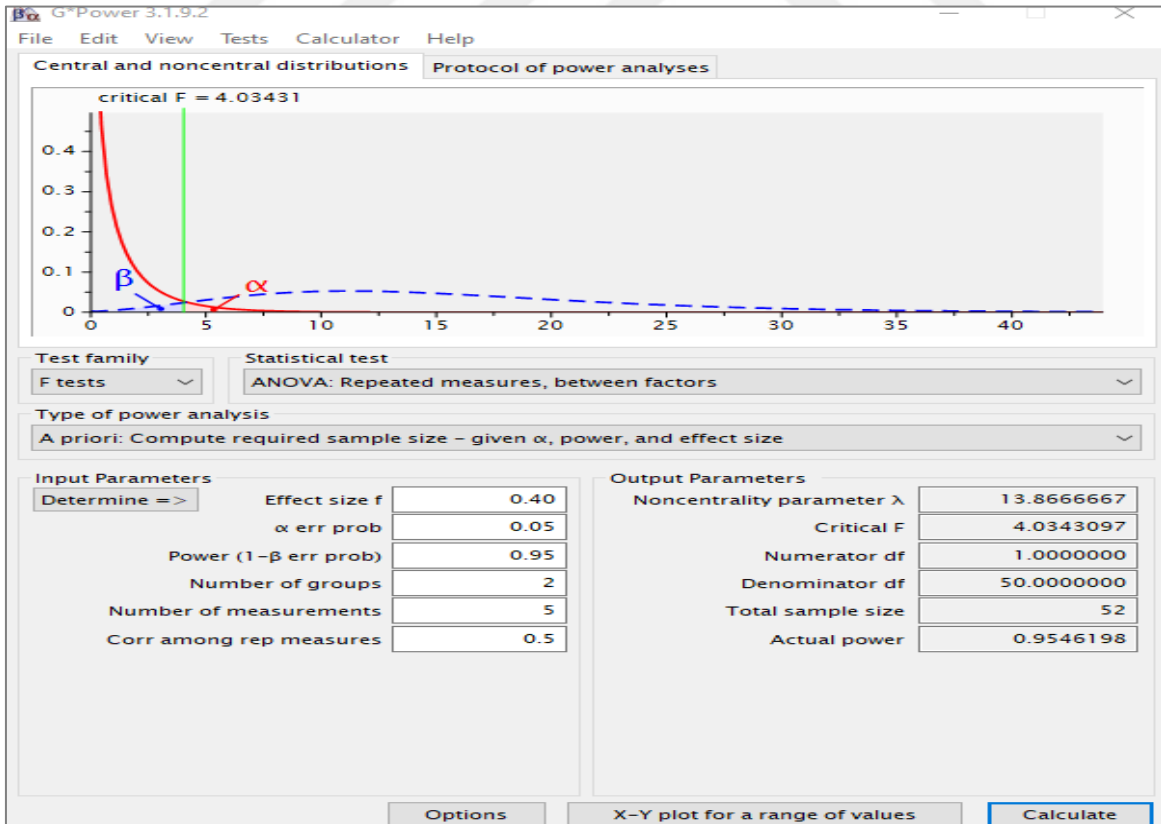 βα G*Power 3.1.9.2
File Edit View Tests Calculator Help
Central and noncentral distributions Protocol of power analyses
critical F = 4.03431
0.4
0.3
0.2
0.1
0
β α
0 5 10 15 20 25 30 35 40
Test family Statistical test
F tests ANOVA: Repeated measures, between factors
Type of power analysis
A priori: Compute required sample size – given α, power, and effect size
Input Parameters Output Parameters
Determine => Effect size f 0.40 Noncentrality parameter λ 13.8666667
α err prob 0.05 Critical F 4.0343097
Power (1-β err prob) 0.95 Numerator df 1.0000000
Number of groups 2 Denominator df 50.0000000
Number of measurements 5 Total sample size 52
Corr among rep measures 0.5 Actual power 0.9546198
Options X-Y plot for a range of values Calculate